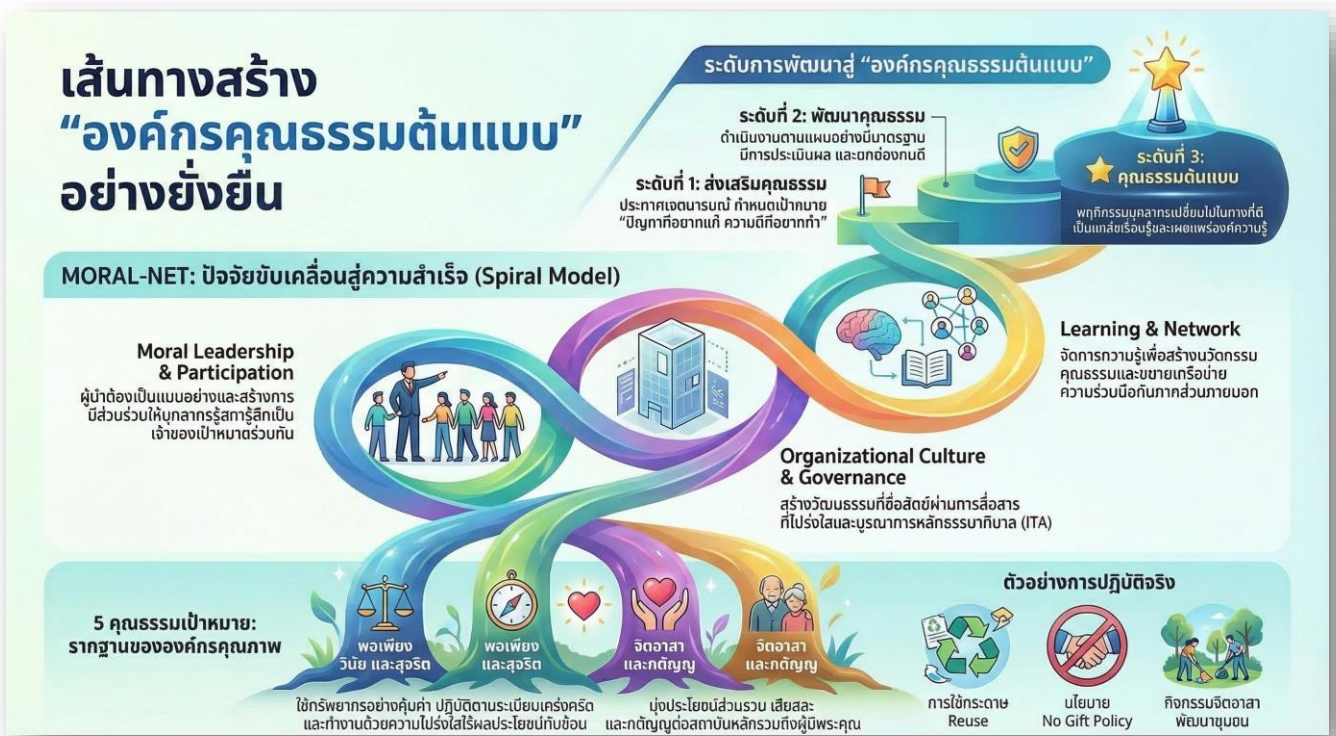 เส้นทางสร้าง
“องค์กรคุณธรรมต้นแบบ”
อย่างยั่งยืน
ระดับการพัฒนาสู่ “องค์กรคุณธรรมต้นแบบ”
ระดับที่ 2: พัฒนาคุณธรรม
ดำเนินงานตามแผนอย่างมีมาตรฐาน
มีการประเมินผล และยกย่องคนดี
ระดับที่ 1: ส่งเสริมคุณธรรม
ประกาศเจตนารมณ์ กำหนดเป้าหมาย
“ปัญหาที่อยากแก้ ความดีที่อยากทำ”
ระดับที่ 3:
คุณธรรมต้นแบบ
พฤติกรรมบุคลากรเปลี่ยนไปในทางที่ดี
เป็นแหล่งเรียนรู้และเผยแพร่องค์ความรู้
MORAL-NET: ปัจจัยขับเคลื่อนสู่ความสำเร็จ (Spiral Model)
Moral Leadership
& Participation
ผู้นำต้องเป็นแบบอย่างและสร้างการ
มีส่วนร่วมให้บุคลากรรู้สึกเป็น
เจ้าของเป้าหมายร่วมกัน
Learning & Network
จัดการความรู้เพื่อสร้างนวัตกรรม
คุณธรรมและขยายเครือข่าย
ความร่วมมือกับภาคส่วนภายนอก
Organizational Culture
& Governance
สร้างวัฒนธรรมที่ซื่อสัตย์ผ่านการสื่อสาร
ที่โปร่งใสและบูรณาการหลักธรรมาภิบาล (ITA)
5 คุณธรรมเป้าหมาย:
รากฐานขององค์กรคุณภาพ
พอเพียง
วินัย และสุจริต
พอเพียง
และสุจริต
จิตอาสา
และกตัญญู
จิตอาสา
และกตัญญู
ใช้ทรัพยากรอย่างคุ้มค่า ปฏิบัติตามระเบียบเคร่งครัด
และทำงานด้วยความโปร่งใสไร้ผลประโยชน์ทับซ้อน
มุ่งประโยชน์ส่วนรวม เสียสละ
และกตัญญูต่อสถาบันหลักรวมถึงผู้มีพระคุณ
ตัวอย่างการปฏิบัติจริง
การใช้กระดาษ
Reuse
นโยบาย
No Gift Policy
กิจกรรมจิตอาสา
พัฒนาชุมชน